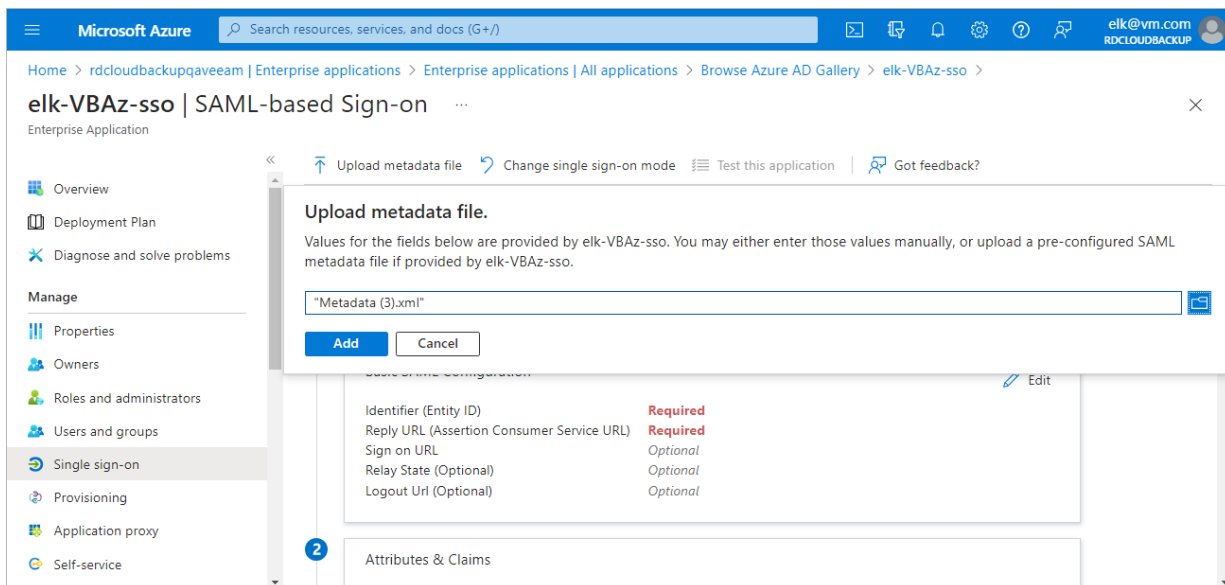 Microsoft Azure
Search resources, services, and docs (G+/)
elk@vm.com
RDCLOUDBACKUP
Home > rdcloudbackupqaveeam | Enterprise applications > Enterprise applications | All applications > Browse Azure AD Gallery > elk-VBAz-sso >
elk-VBAz-sso | SAML-based Sign-on ...
Enterprise Application
Upload metadata file
Change single sign-on mode
Test this application
Got feedback?
Overview
Deployment Plan
Diagnose and solve problems
Manage
Properties
Owners
Roles and administrators
Users and groups
Single sign-on
Provisioning
Application proxy
Self-service
Upload metadata file.
Values for the fields below are provided by elk-VBAz-sso. You may either enter those values manually, or upload a pre-configured SAML
metadata file if provided by elk-VBAz-sso.
"Metadata (3).xml"
Add
Cancel
Basic SAML Configuration
Edit
Identifier (Entity ID) Required
Reply URL (Assertion Consumer Service URL) Required
Sign on URL Optional
Relay State (Optional) Optional
Logout Url (Optional) Optional
2
Attributes & Claims